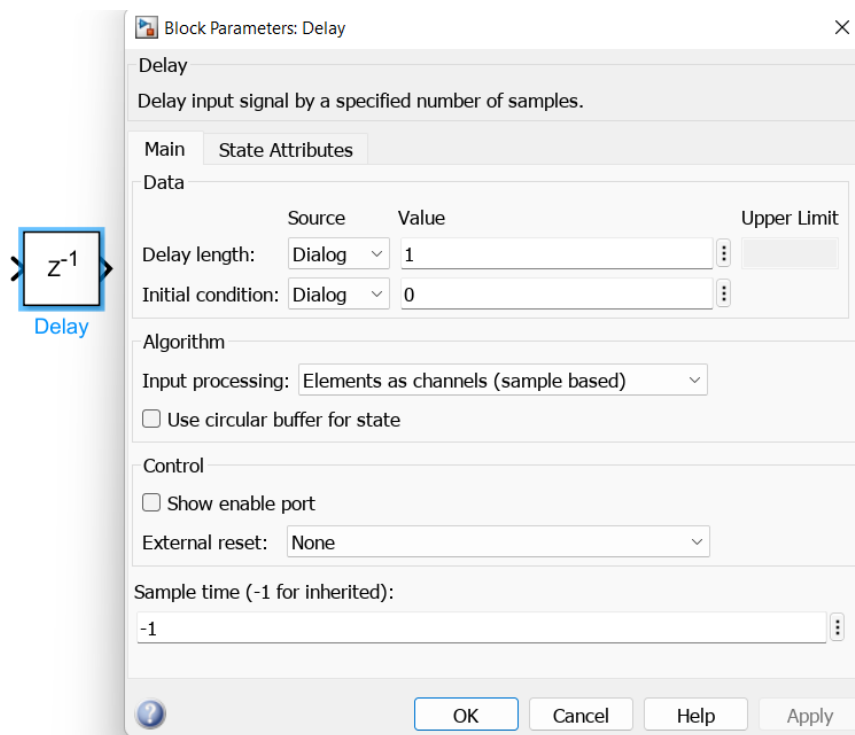 Block Parameters: Delay
Delay
Delay input signal by a specified number of samples.
Main State Attributes
Data
Source Value Upper Limit
Delay length: Dialog 1
Initial condition: Dialog 0
Z-1
Delay
Algorithm
Input processing: Elements as channels (sample based)
Use circular buffer for state
Control
Show enable port
External reset: None
Sample time (-1 for inherited):
-1
?
OK Cancel Help Apply